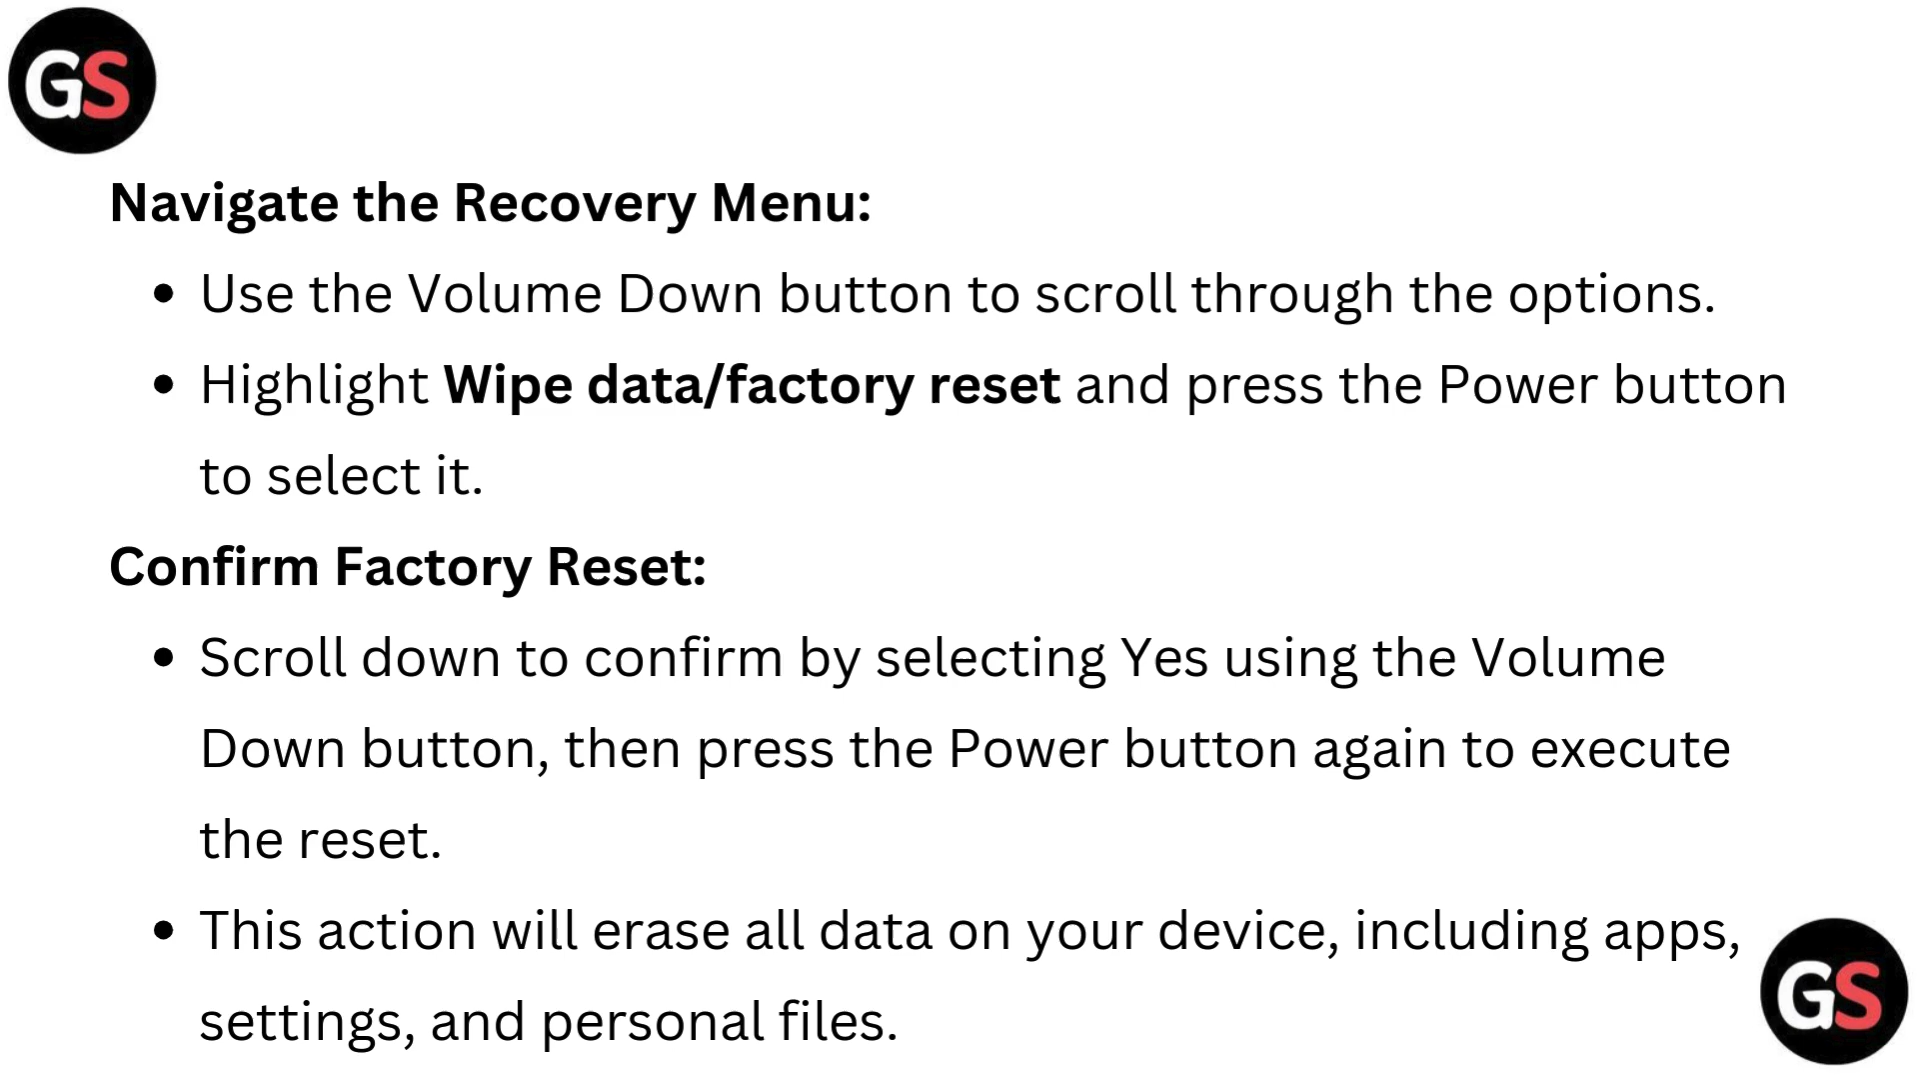 GS
Navigate the Recovery Menu:
• Use the Volume Down button to scroll through the options.
• Highlight Wipe data/factory reset and press the Power button
to select it.
Confirm Factory Reset:
• Scroll down to confirm by selecting Yes using the Volume
Down button, then press the Power button again to execute
the reset.
• This action will erase all data on your device, including apps,
settings, and personal files.
GS